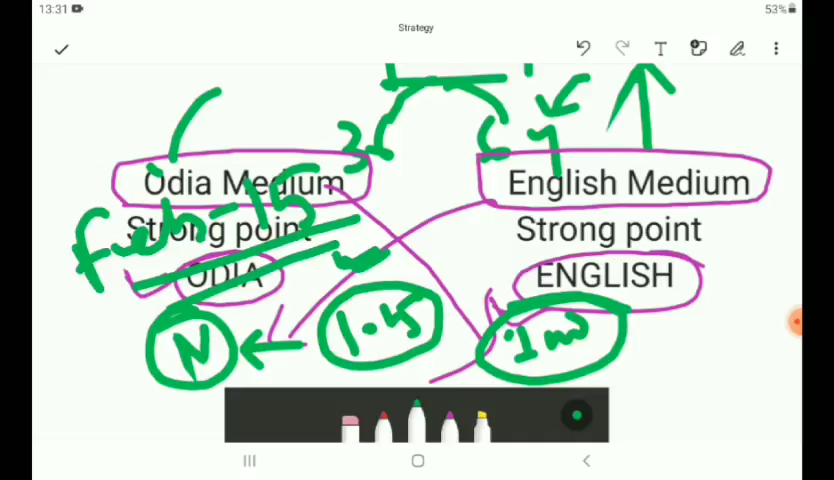 13:31
53%
Strategy
T
Odia Medium
English Medium
Feb-15
Strong point
Strong point
ODIA
ENGLISH
N
1.5